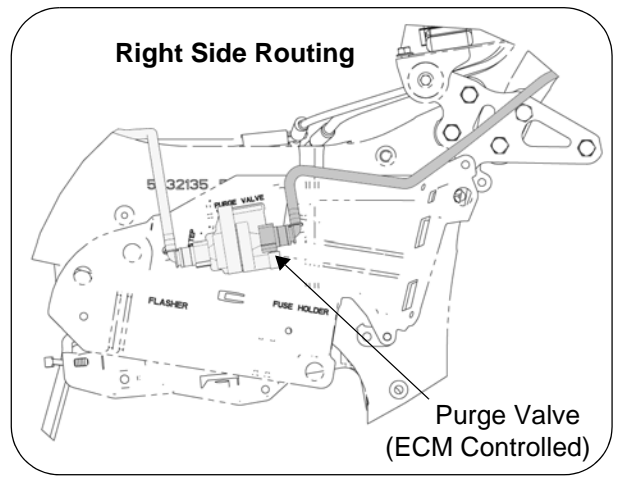 Right Side Routing
PURGE VALVE
FLASHER
FUSE HOLDER
Purge Valve
(ECM Controlled)